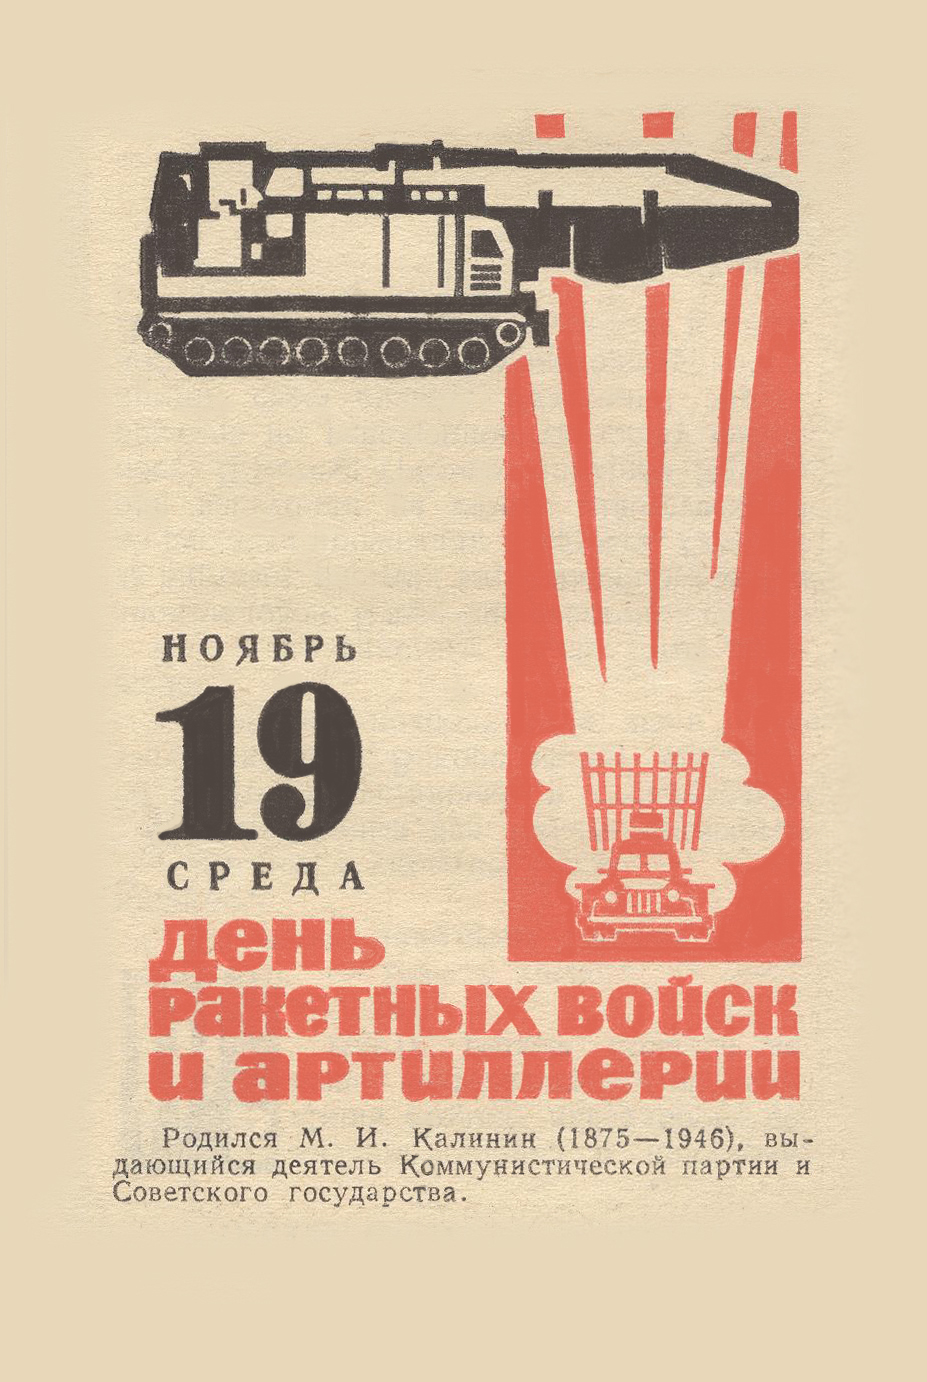 НОЯБРЬ
19
СРЕДА
день
ракетных войск
и артиллерии
Родился М. И. Калинин (1875—1946), вы-
дающийся деятель Коммунистической партии и
Советского государства.